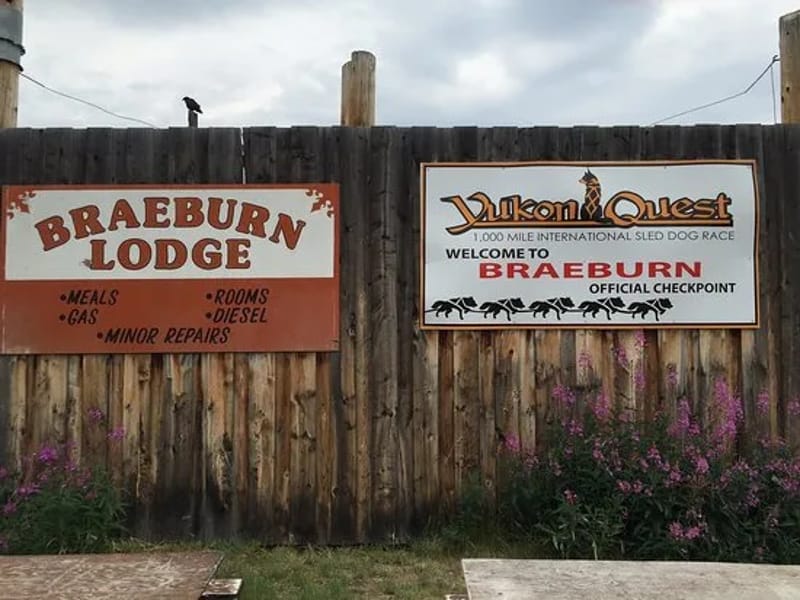 BRAEBURN
LODGE
•MEALS •ROOMS
•GAS •DIESEL
•MINOR REPAIRS
Yukon Quest
1,000 MILE INTERNATIONAL SLED DOG RACE
WELCOME TO
BRAEBURN
OFFICIAL CHECKPOINT